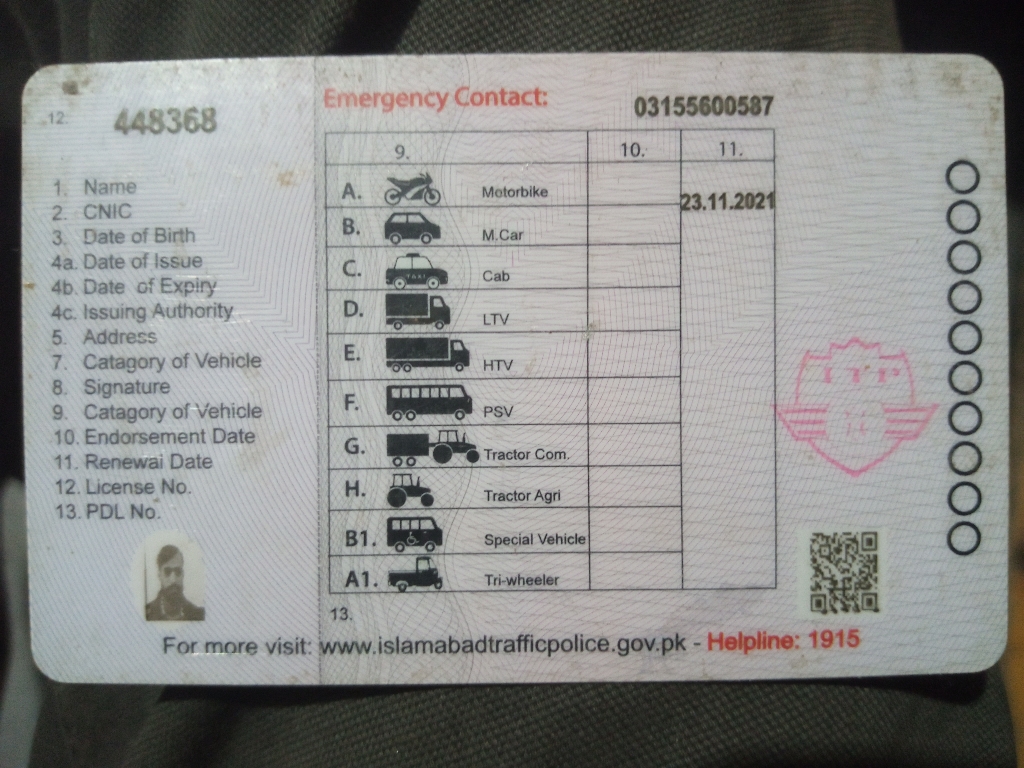 12. 448368
Emergency Contact: 03155600587
1. Name
2. CNIC
3. Date of Birth
4a. Date of Issue
4b. Date of Expiry
4c. Issuing Authority
5. Address
7. Catagory of Vehicle
8. Signature
9. Catagory of Vehicle
10. Endorsement Date
11. Renewal Date
12. License No.
13. PDL No.
9. 10. 11.
A. Motorbike
23.11.2021
B. M.Car
C. TAXI Cab
D. LTV
E. HTV
F. PSV
G. Tractor Com.
H. Tractor Agri
B1. Special Vehicle
A1. Tri-wheeler
13.
ITP
For more visit: www.islamabadtrafficpolice.gov.pk - Helpline: 1915